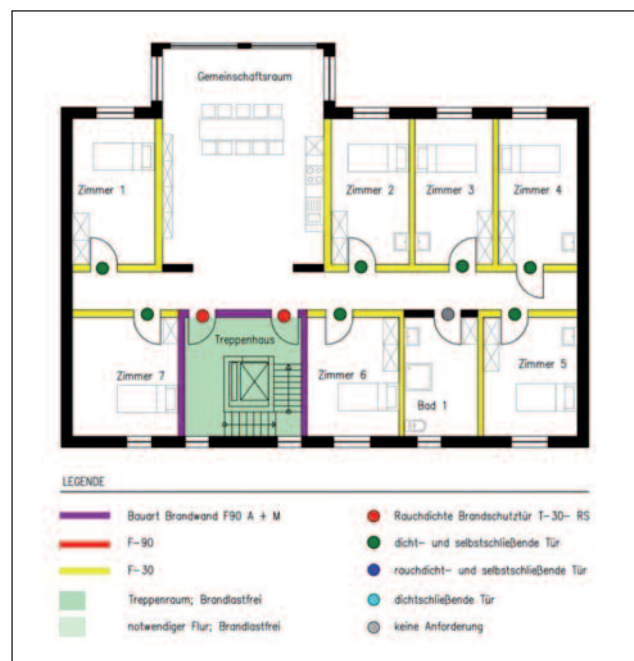 Gemeinschaftsraum
Zimmer 1
Zimmer 2
Zimmer 3
Zimmer 4
Treppenhaus
Zimmer 7
Zimmer 6
Bad 1
Zimmer 5
LEGENDE
Bauart Brandwand F90 A + M
F-90
F-30
Treppenraum; Brandlastfrei
notwendiger Flur; Brandlastfrei
Rauchdichte Brandschutztür T-30- RS
dicht- und selbstschließende Tür
rauchdicht- und selbstschließende Tür
dichtschließende Tür
keine Anforderung